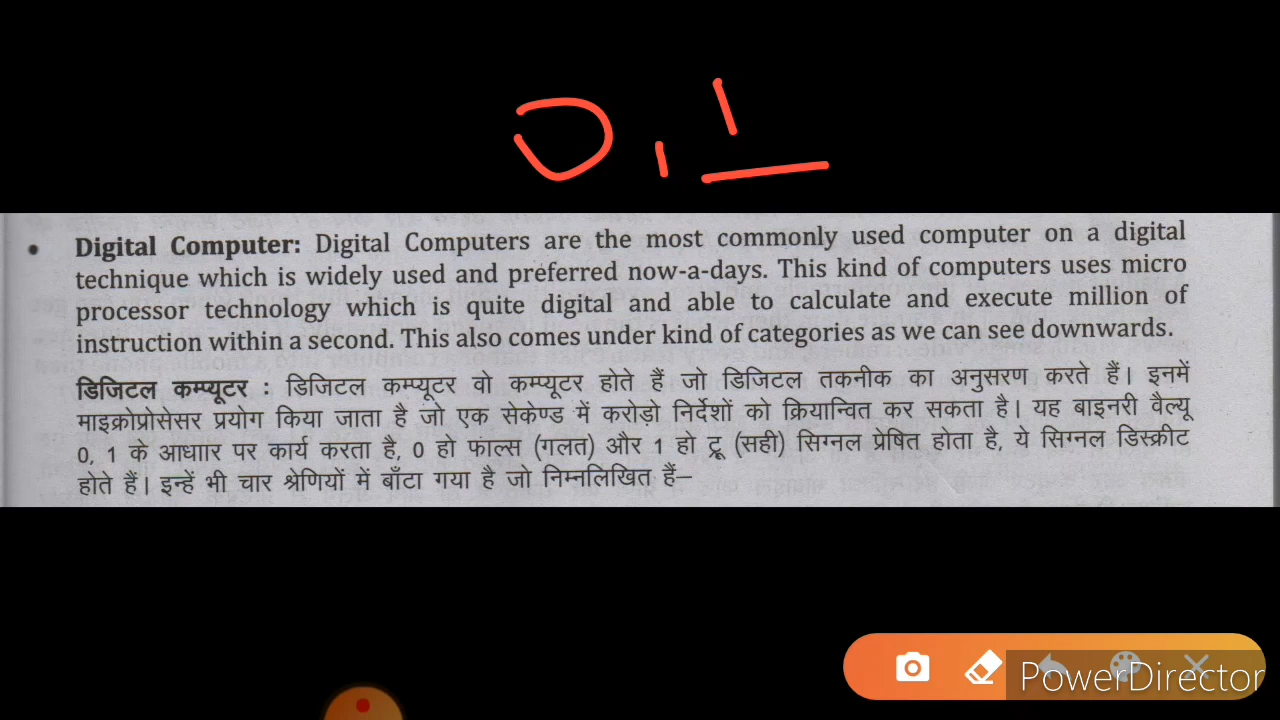 0, 1
• Digital Computer: Digital Computers are the most commonly used computer on a digital
technique which is widely used and preferred now-a-days. This kind of computers uses micro
processor technology which is quite digital and able to calculate and execute million of
instruction within a second. This also comes under kind of categories as we can see downwards.
डिजिटल कम्प्यूटर : डिजिटल कम्प्यूटर वो कम्प्यूटर होते हैं जो डिजिटल तकनीक का अनुसरण करते हैं। इनमें
माइक्रोप्रोसेसर प्रयोग किया जाता है जो एक सेकेण्ड में करोड़ो निर्देशों को क्रियान्वित कर सकता है। यह बाइनरी वैल्यू
0, 1 के आधाार पर कार्य करता है, 0 हो फाल्स (गलत) और 1 हो ट्रू (सही) सिग्नल प्रेषित होता है, ये सिग्नल डिस्क्रीट
होते हैं। इन्हें भी चार श्रेणियों में बाँटा गया है जो निम्नलिखित हैं–
PowerDirector